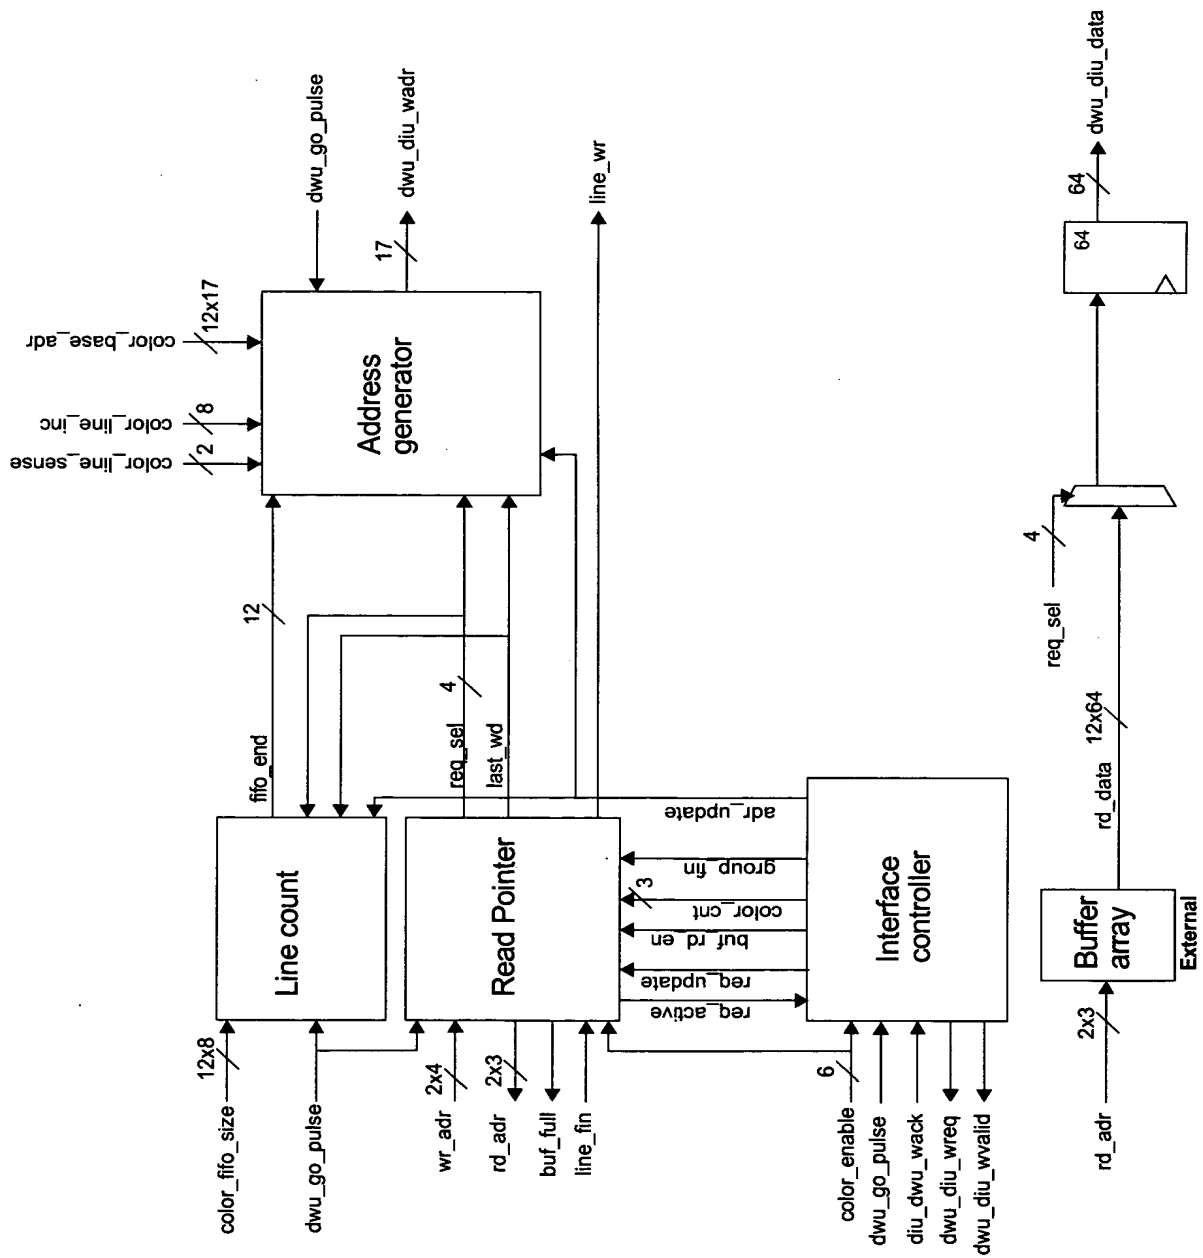 color_line_sense
2
color_line_inc
8
color_base_adr
12x17
dwu_go_pulse
Address
generator
17
dwu_diu_wadr
line_wr
12
fifo_end
4
req_sel
last_wd
color_fifo_size
12x8
dwu_go_pulse
Line count
wr_adr
2x4
rd_adr
2x3
buf_full
line_fin
Read Pointer
req_active
req_update
buf_rd_en
color_cnt
3
group_fin
adr_update
color_enable
6
dwu_go_pulse
diu_dwu_wack
dwu_diu_wreq
dwu_diu_wvalid
Interface
controller
rd_adr
2x3
Buffer
array
External
rd_data
12x64
req_sel
4
64
64
dwu_diu_data